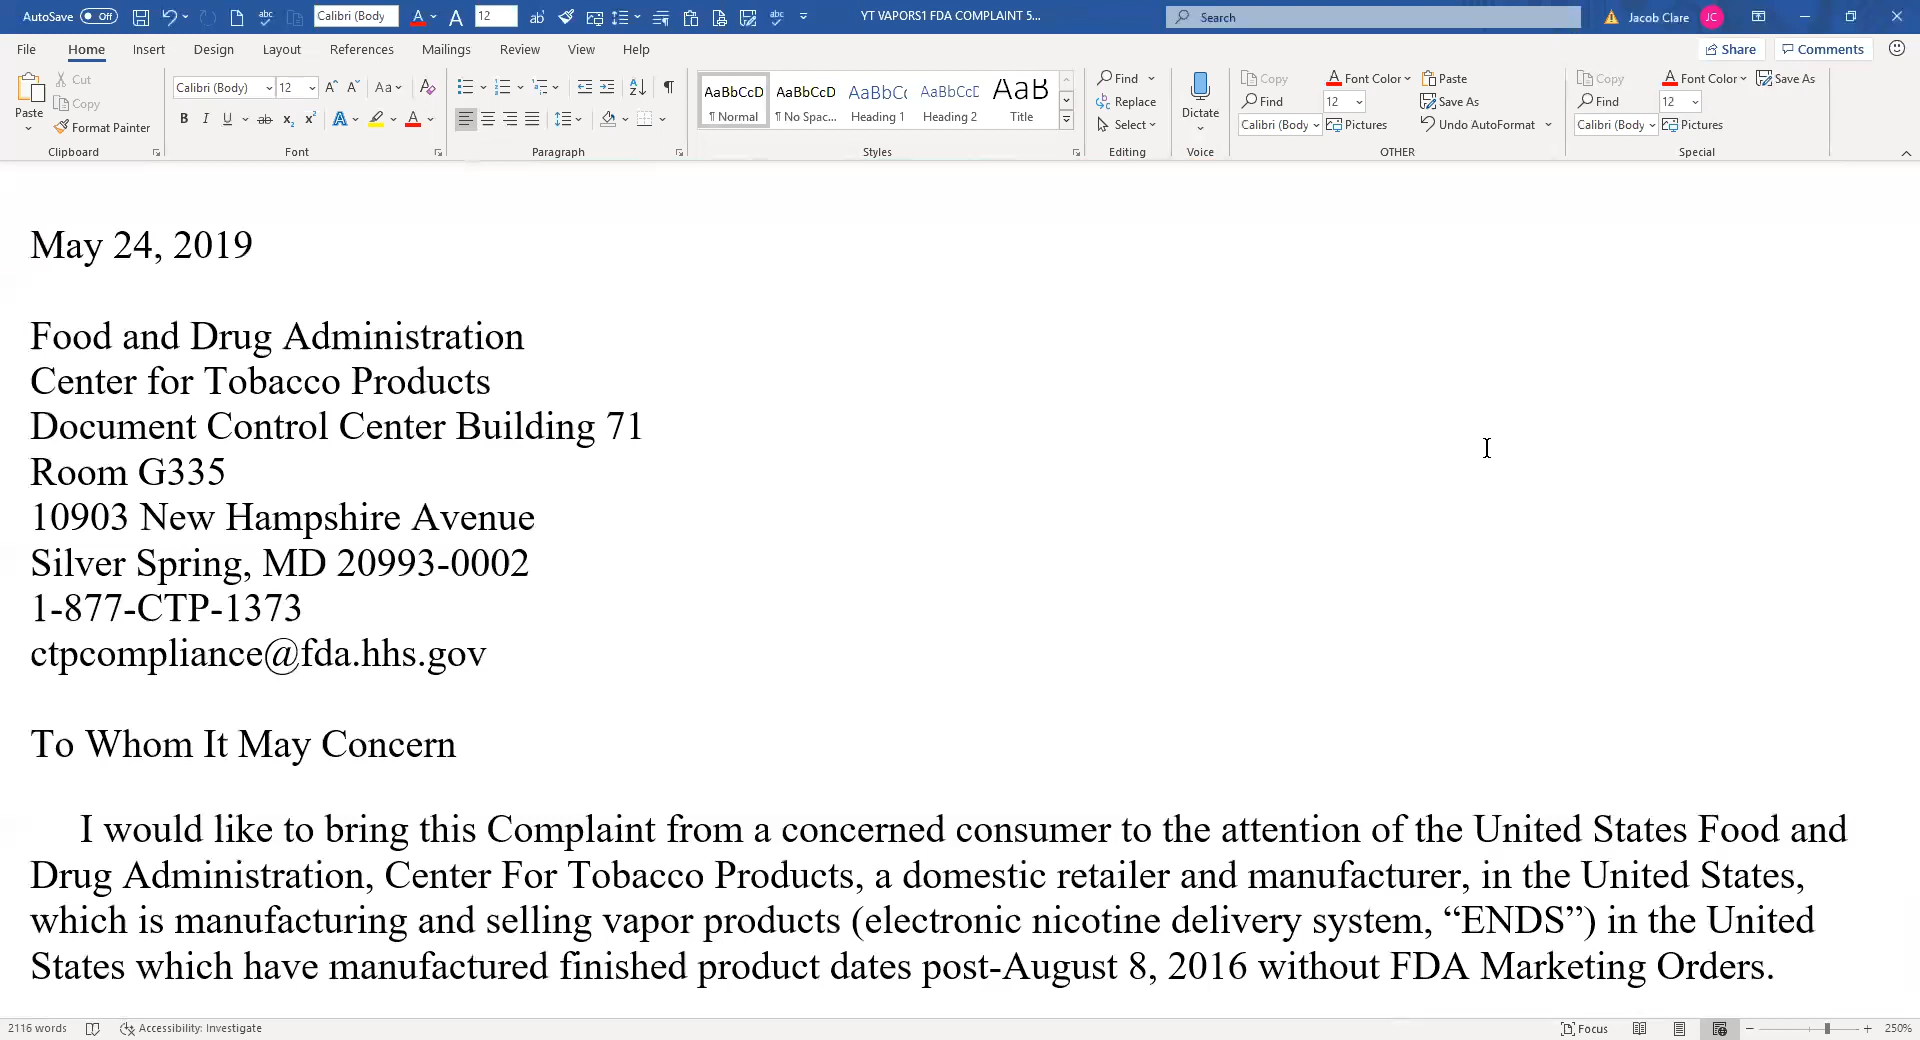 AutoSave Off Calibri (Body 12 YT VAPORS1 FDA COMPLAINT 5... Search Jacob Clare JC
File Home Insert Design Layout References Mailings Review View Help Share Comments
Paste Cut Copy Format Painter Clipboard
Calibri (Body) 12 Aa Font
Paragraph
AaBbCcD ¶ Normal
AaBbCcD ¶ No Spac...
AaBbC Heading 1
AaBbCcD Heading 2
AaB Title
Styles
Find Replace Select Editing
Dictate Voice
Copy Find Calibri (Body Font Color 12 Pictures Paste Save As Undo AutoFormat OTHER
Copy Find Calibri (Body Font Color 12 Pictures Save As Special
May 24, 2019
Food and Drug Administration
Center for Tobacco Products
Document Control Center Building 71
Room G335
10903 New Hampshire Avenue
Silver Spring, MD 20993-0002
1-877-CTP-1373
ctpcompliance@fda.hhs.gov
To Whom It May Concern
I would like to bring this Complaint from a concerned consumer to the attention of the United States Food and
Drug Administration, Center For Tobacco Products, a domestic retailer and manufacturer, in the United States,
which is manufacturing and selling vapor products (electronic nicotine delivery system, “ENDS”) in the United
States which have manufactured finished product dates post-August 8, 2016 without FDA Marketing Orders.
2116 words Accessibility: Investigate Focus 250%